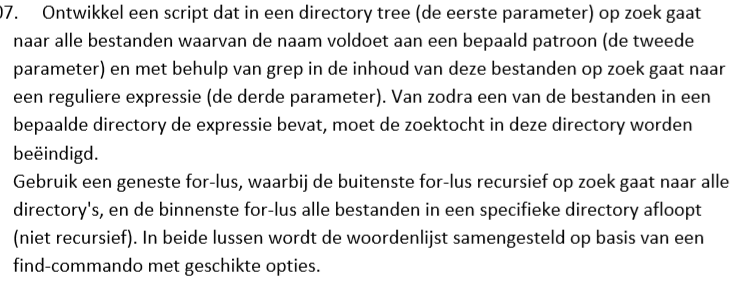 07. Ontwikkel een script dat in een directory tree (de eerste parameter) op zoek gaat
naar alle bestanden waarvan de naam voldoet aan een bepaald patroon (de tweede
parameter) en met behulp van grep in de inhoud van deze bestanden op zoek gaat naar
een reguliere expressie (de derde parameter). Van zodra een van de bestanden in een
bepaalde directory de expressie bevat, moet de zoektocht in deze directory worden
beëindigd.
Gebruik een geneste for-lus, waarbij de buitenste for-lus recursief op zoek gaat naar alle
directory's, en de binnenste for-lus alle bestanden in een specifieke directory afloopt
(niet recursief). In beide lussen wordt de woordenlijst samengesteld op basis van een
find-commando met geschikte opties.